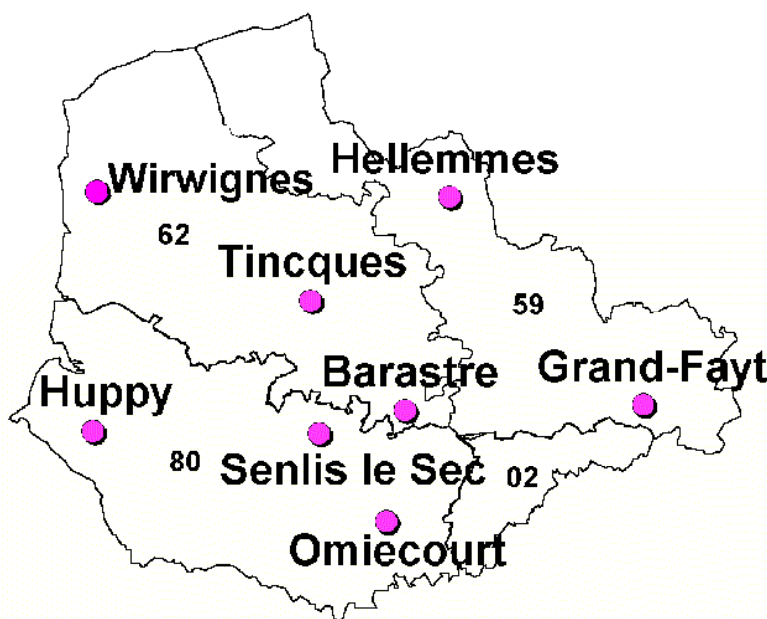 Hellemmes
Wirwignes
62
Tincques
59
Barastre
Grand-Fayt
Huppy
80
Senlis le Sec
02
Omiecourt